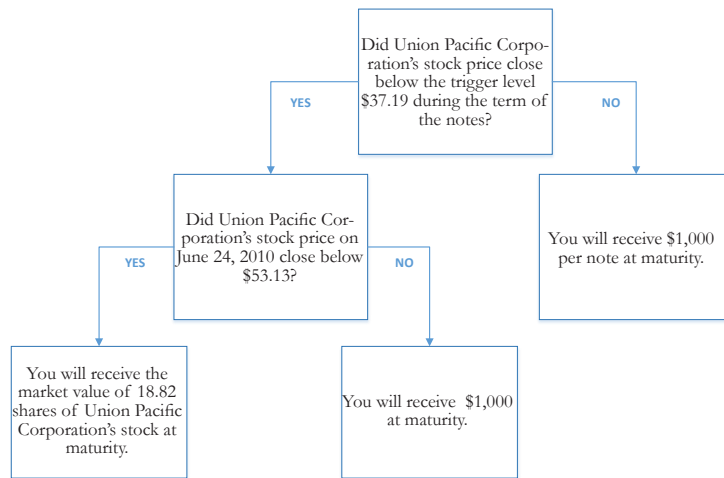 Did Union Pacific Corpo-
ration's stock price close
below the trigger level
$37.19 during the term of
the notes?
YES
NO
Did Union Pacific Cor-
poration's stock price on
June 24, 2010 close below
$53.13?
You will receive $1,000
per note at maturity.
YES
NO
You will receive the
market value of 18.82
shares of Union Pacific
Corporation's stock at
maturity.
You will receive $1,000
at maturity.